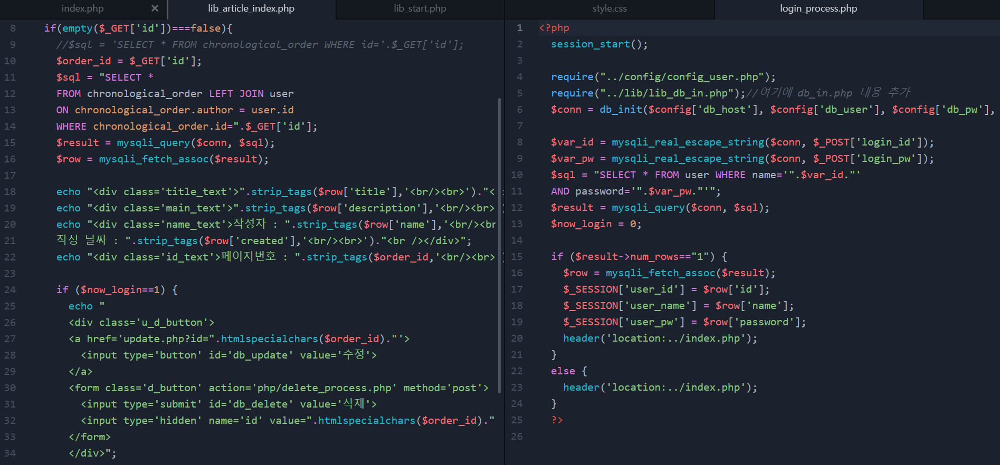 index.php
lib_article_index.php
lib_start.php
style.css
login_process.php
8 if(empty($_GET['id'])===false){
9 //$sql = 'SELECT * FROM chronological_order WHERE id='.$_GET['id'];
10 $order_id = $_GET['id'];
11 $sql = "SELECT *
12 FROM chronological_order LEFT JOIN user
13 ON chronological_order.author = user.id
14 WHERE chronological_order.id=".$_GET['id'];
15 $result = mysqli_query($conn, $sql);
16 $row = mysqli_fetch_assoc($result);
17
18 echo "<div class='title_text'>".strip_tags($row['title'],'<br/><br>')."<
19 echo "<div class='main_text'>".strip_tags($row['description'],'<br/><br>
20 echo "<div class='name_text'>작성자 : ".strip_tags($row['name'],'<br/><br
21 작성 날짜 : ".strip_tags($row['created'],'<br/><br>')."<br /></div>";
22 echo "<div class='id_text'>페이지번호 : ".strip_tags($order_id,'<br/><br>
23
24 if ($now_login==1) {
25 echo "
26 <div class='u_d_button'>
27 <a href='update.php?id=".htmlspecialchars($order_id)."'>
28 <input type='button' id='db_update' value='수정'>
29 </a>
30 <form class='d_button' action='php/delete_process.php' method='post'>
31 <input type='submit' id='db_delete' value='삭제'>
32 <input type='hidden' name='id' value=".htmlspecialchars($order_id)."
33 </form>
34 </div>";
1 <?php
2 session_start();
3
4 require("../config/config_user.php");
5 require("../lib/lib_db_in.php");//여기에 db_in.php 내용 추가
6 $conn = db_init($config['db_host'], $config['db_user'], $config['db_pw'],
7
8 $var_id = mysqli_real_escape_string($conn, $_POST['login_id']);
9 $var_pw = mysqli_real_escape_string($conn, $_POST['login_pw']);
10 $sql = "SELECT * FROM user WHERE name='".$var_id."'
11 AND password='".$var_pw."'";
12 $result = mysqli_query($conn, $sql);
13 $now_login = 0;
14
15 if ($result->num_rows=="1") {
16 $row = mysqli_fetch_assoc($result);
17 $_SESSION['user_id'] = $row['id'];
18 $_SESSION['user_name'] = $row['name'];
19 $_SESSION['user_pw'] = $row['password'];
20 header('location:../index.php');
21 }
22 else {
23 header('location:../index.php');
24 }
25 ?>
26